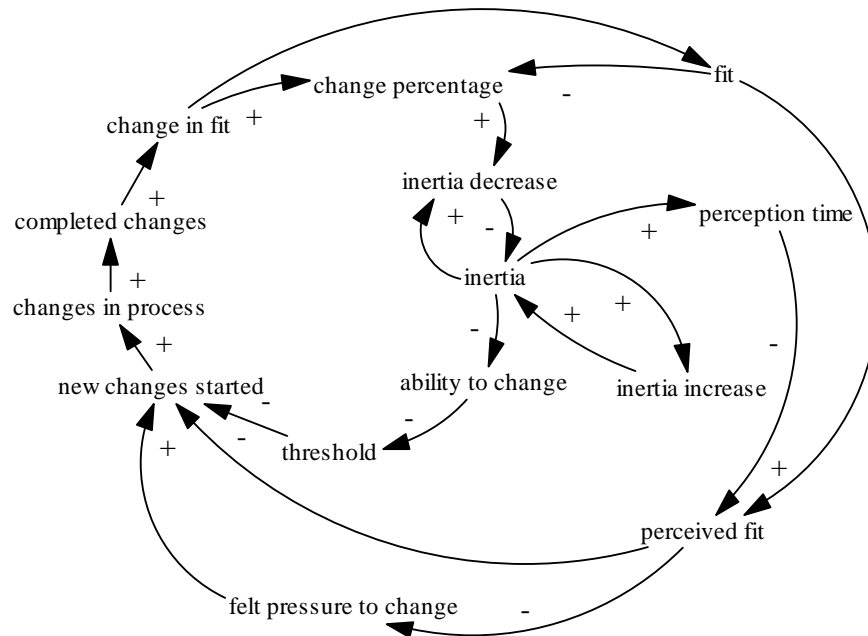 fit
change percentage
-
+
+
change in fit
inertia decrease
+
-
perception time
+
+
completed changes
inertia
+
changes in process
+
+
-
-
+
ability to change
new changes started
inertia increase
-
-
+
-
threshold
+
perceived fit
felt pressure to change
-